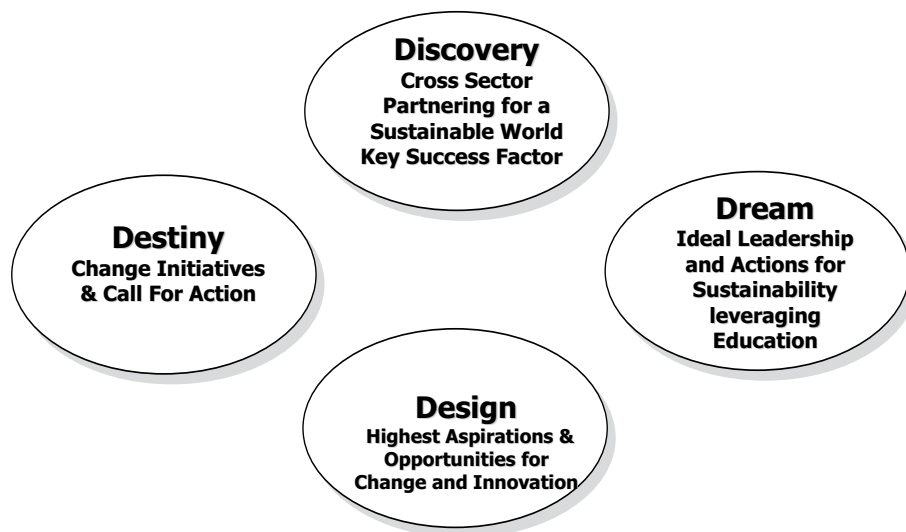 Discovery
Cross Sector
Partnering for a
Sustainable World
Key Success Factor
Destiny
Change Initiatives
& Call For Action
Dream
Ideal Leadership
and Actions for
Sustainability
leveraging
Education
Design
Highest Aspirations &
Opportunities for
Change and Innovation